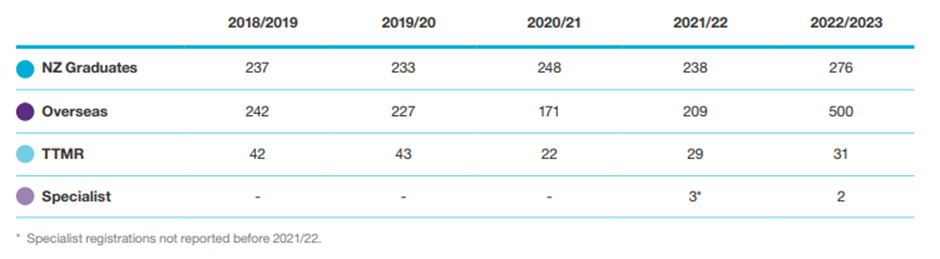 2018/2019 2019/20 2020/21 2021/22 2022/2023
NZ Graduates 237 233 248 238 276
Overseas 242 227 171 209 500
TTMR 42 43 22 29 31
Specialist - - - 3* 2
* Specialist registrations not reported before 2021/22.